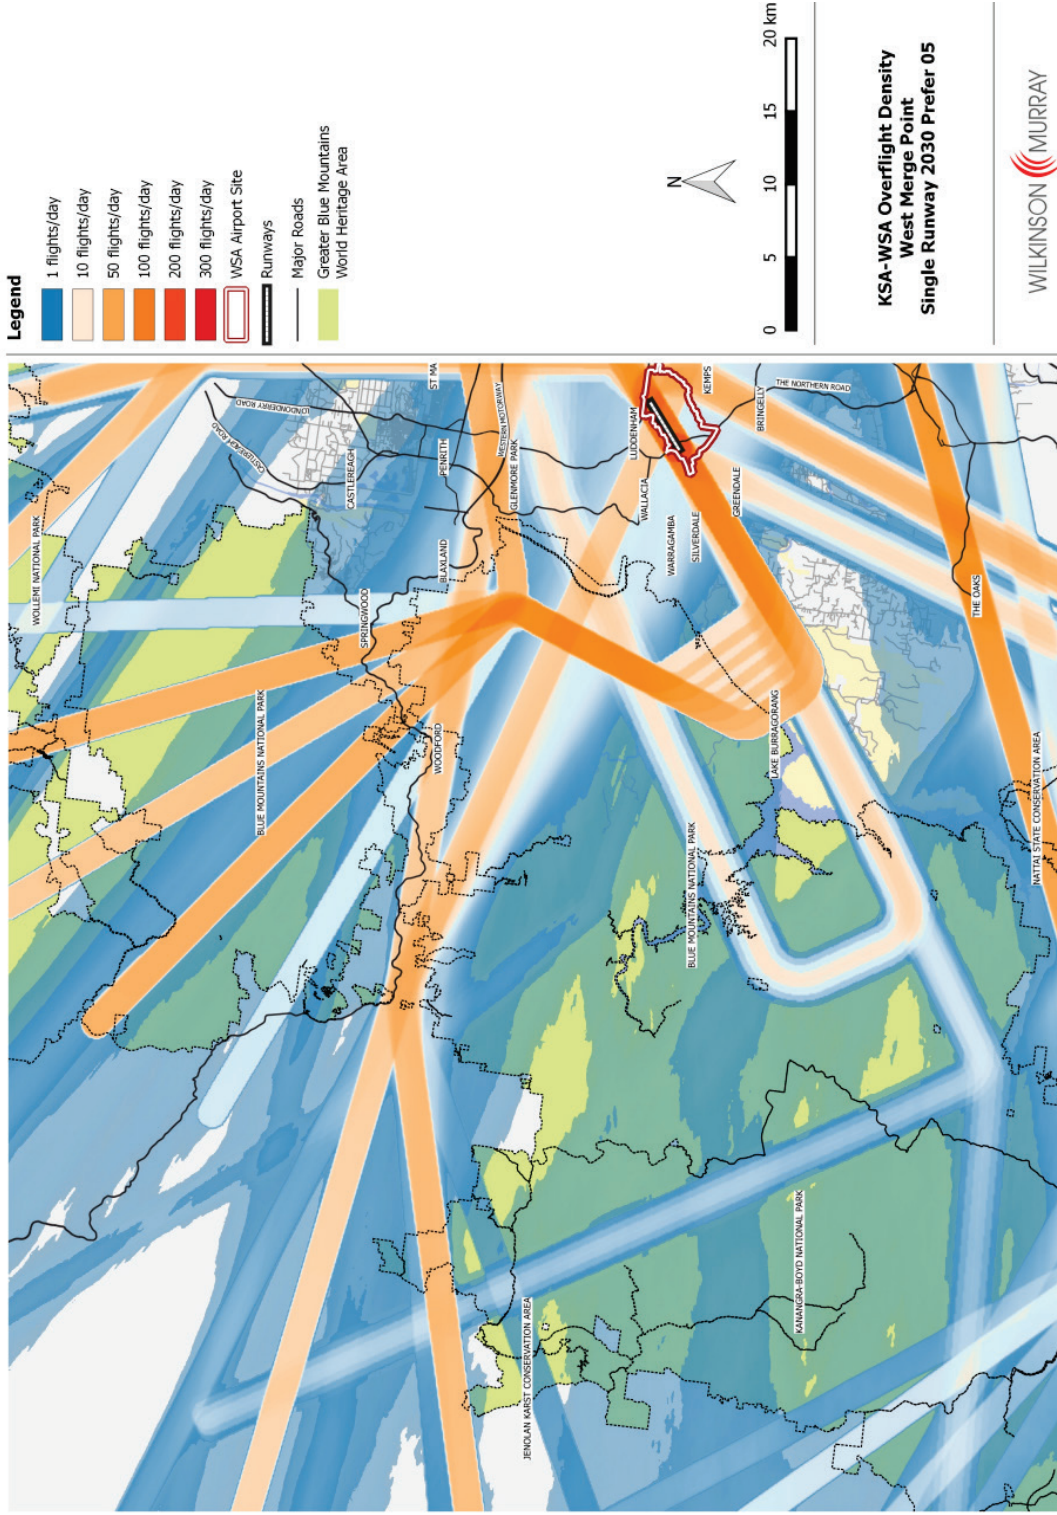 Legend
1 flights/day
10 flights/day
50 flights/day
100 flights/day
200 flights/day
300 flights/day
WSA Airport Site
Runways
Major Roads
Greater Blue Mountains
World Heritage Area
N
0 5 10 15 20 km
KSA-WSA Overflight Density
West Merge Point
Single Runway 2030 Prefer 05
WILKINSON MURRAY
WOLLEMI NATIONAL PARK
CASTLEREAGH ROAD
LONDONDERRY ROAD
ST MA
CASTLEREAGH
PENRITH
WESTERN MOTORWAY
GLENMORE PARK
BLAXLAND
SPRINGWOOD
BLUE MOUNTAINS NATIONAL PARK
WOODFORD
LUDDENHAM
WALLACIA
KEMPS
WARRAGAMBA
SILVERDALE
GREENDALE
BRINGELLY
THE NORTHERN ROAD
LAKE BURRAGORANG
BLUE MOUNTAINS NATIONAL PARK
THE OAKS
NATTAI STATE CONSERVATION AREA
JENOLAN KARST CONSERVATION AREA
KANANGRA-BOYD NATIONAL PARK